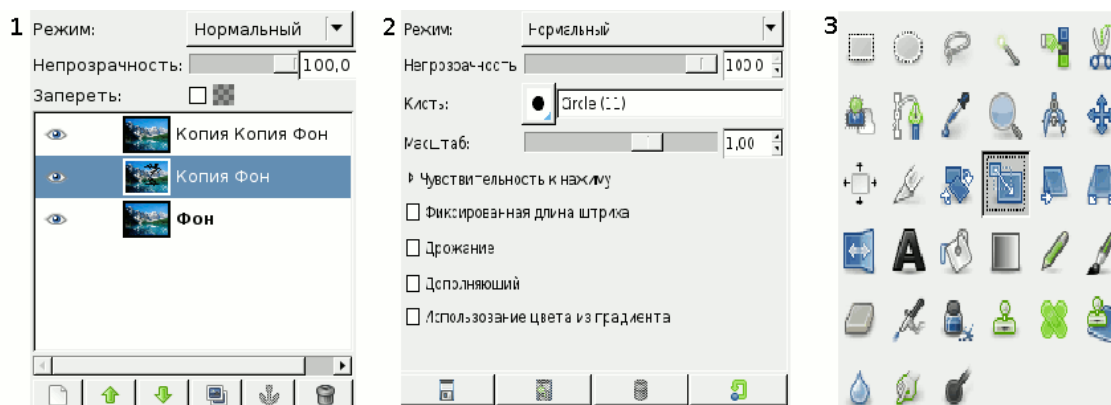 1
Режим: Нормальный
Непрозрачность: 100,0
Запереть:
Копия Копия Фон
Копия Фон
Фон
2
Режим: Нормальный
Непрозрачность 100 0
Кисть: Circle (11)
Масштаб: 1,00
Чувствительность к нажиму
Фиксированная длина штриха
Дрожание
Дополняющий
Использование цвета из градиента
3